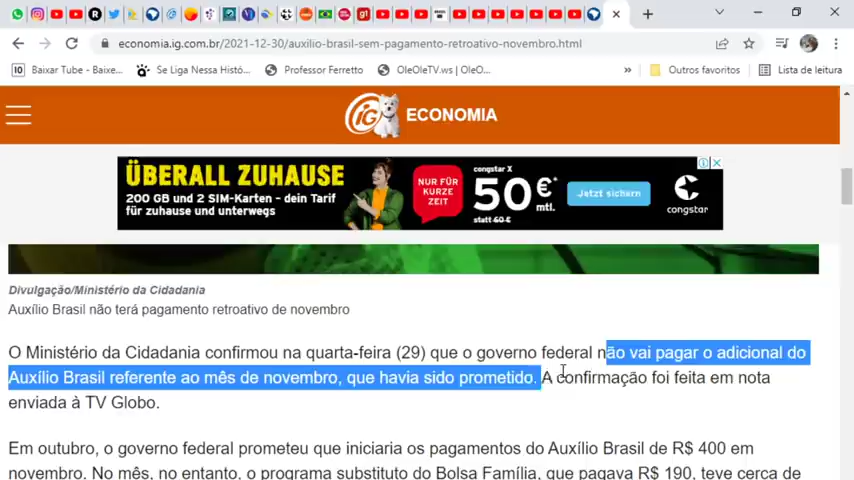 economia.ig.com.br/2021-12-30/auxilio-brasil-sem-pagamento-retroativo-novembro.html
Baixar Tube - Baixe...
Se Liga Nessa Histó...
Professor Ferretto
OleOleTV.ws | OleO...
»
Outros favoritos
Lista de leitura
iG ECONOMIA
ÜBERALL ZUHAUSE
200 GB und 2 SIM-Karten - dein Tarif
für zuhause und unterwegs
NUR FÜR
KURZE
ZEIT
congstar X
50 €*
mtl.
statt 60 €
Jetzt sichern
congstar
Divulgação/Ministério da Cidadania
Auxílio Brasil não terá pagamento retroativo de novembro
O Ministério da Cidadania confirmou na quarta-feira (29) que o governo federal não vai pagar o adicional do
Auxílio Brasil referente ao mês de novembro, que havia sido prometido. A confirmação foi feita em nota
enviada à TV Globo.
Em outubro, o governo federal prometeu que iniciaria os pagamentos do Auxílio Brasil de R$ 400 em
novembro. No mês, no entanto, o programa substituto do Bolsa Família, que pagava R$ 190, teve cerca de